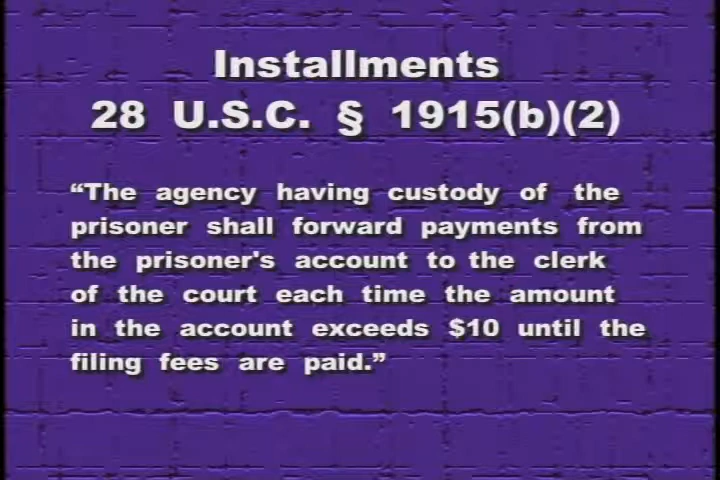 Installments
28 U.S.C. § 1915(b)(2)
“The agency having custody of the
prisoner shall forward payments from
the prisoner's account to the clerk
of the court each time the amount
in the account exceeds $10 until the
filing fees are paid.”